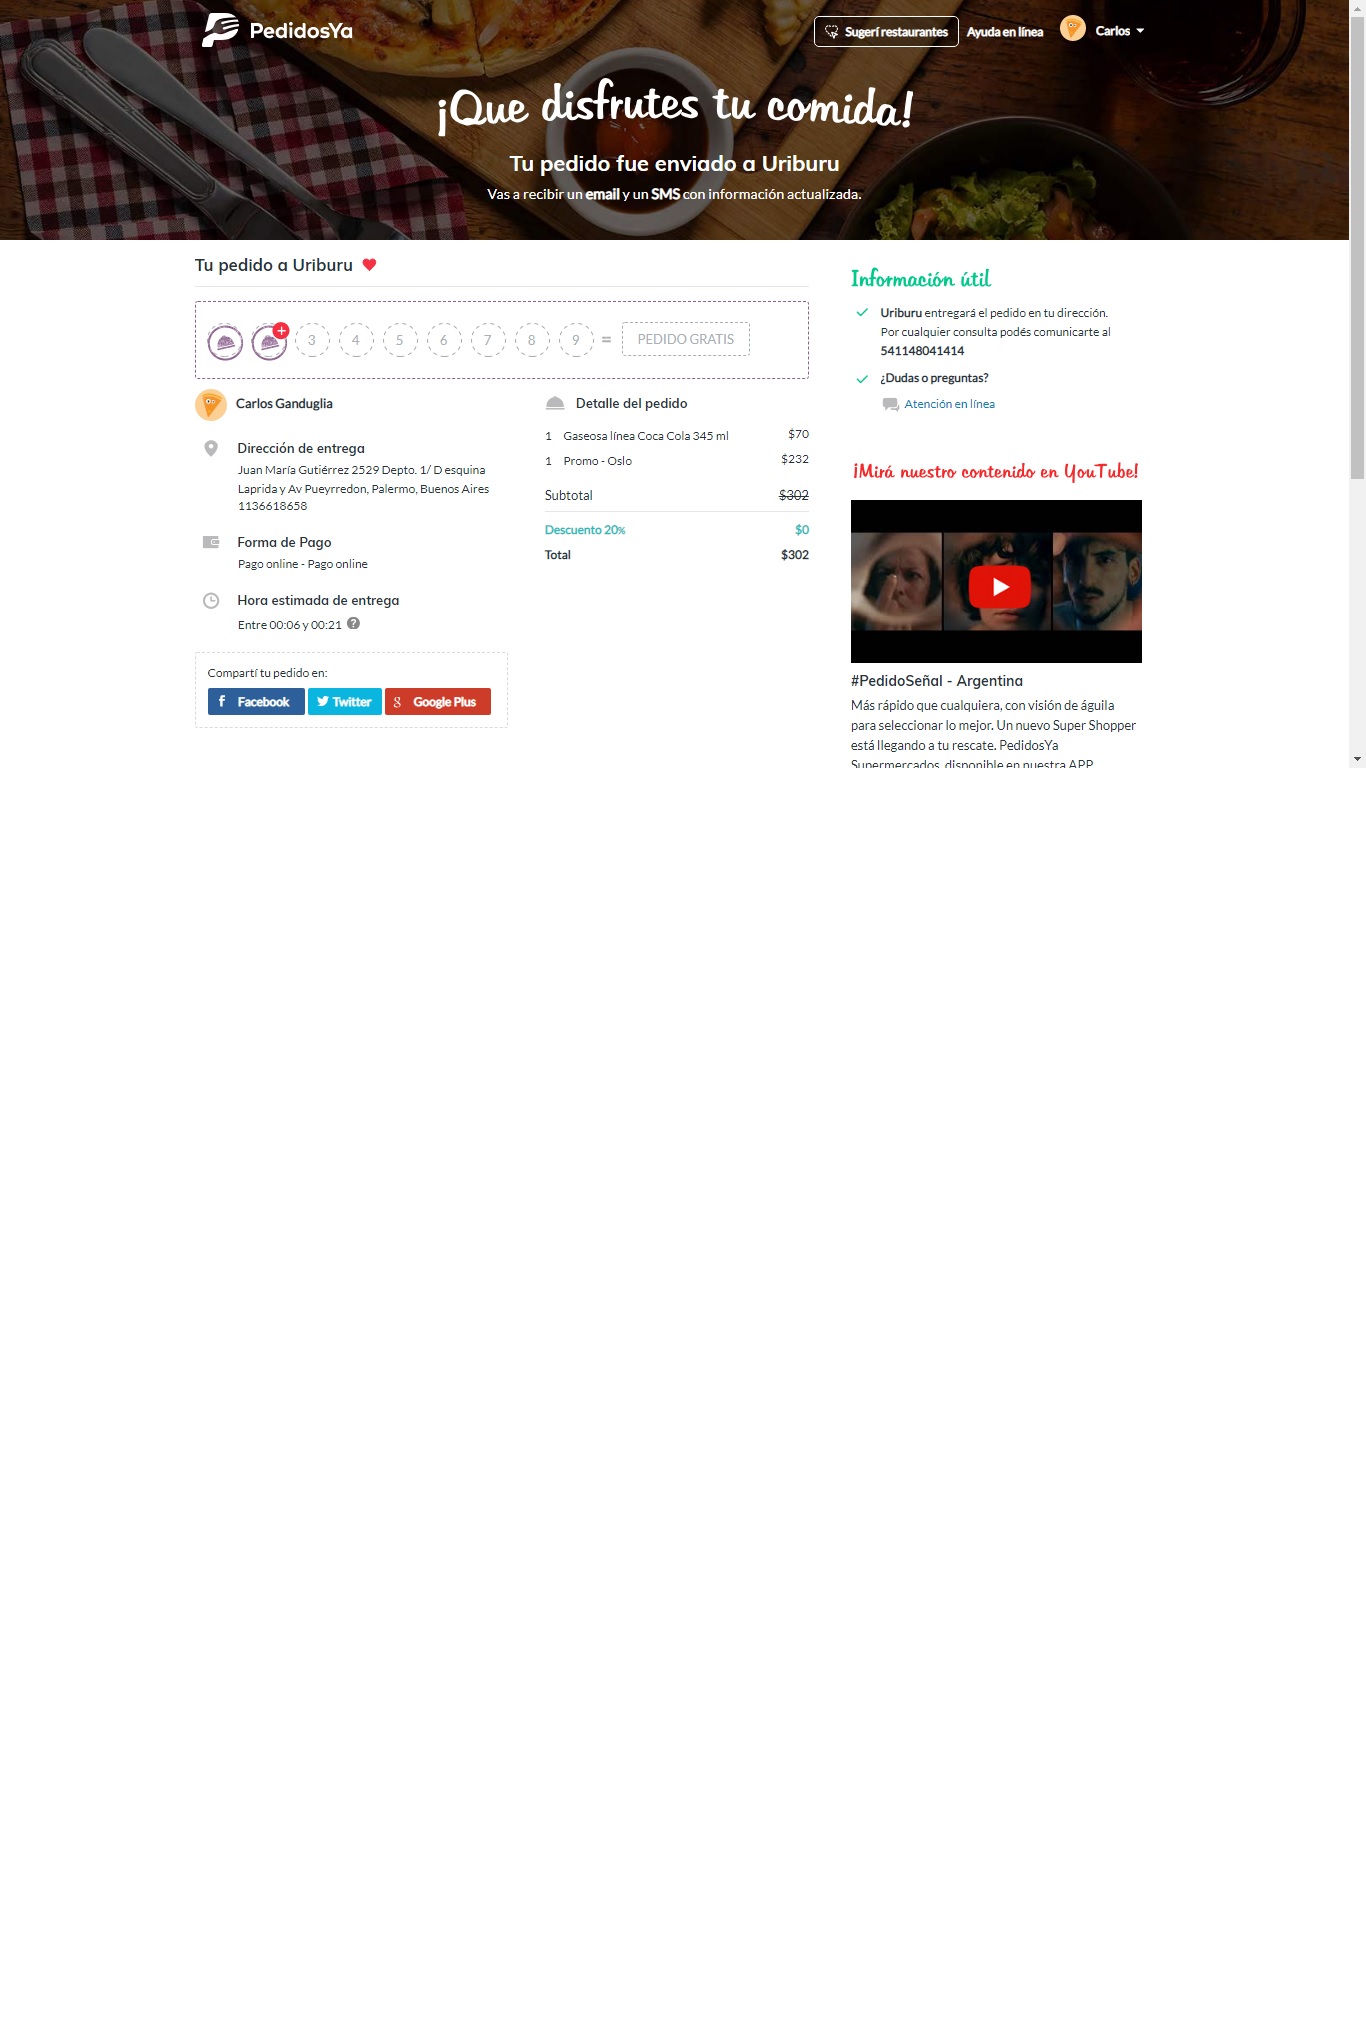 PedidosYa
Sugerí restaurantes
Ayuda en línea
Carlos
¡Que disfrutes tu comida!
Tu pedido fue enviado a Uriburu
Vas a recibir un email y un SMS con información actualizada.
Tu pedido a Uriburu
3 4 5 6 7 8 9 = PEDIDO GRATIS
Carlos Ganduglia
Dirección de entrega
Juan María Gutiérrez 2529 Depto. 1/ D esquina
Laprida y Av Pueyrredon, Palermo, Buenos Aires
1136618658
Forma de Pago
Pago online - Pago online
Hora estimada de entrega
Entre 00:06 y 00:21
Compartí tu pedido en:
Facebook
Twitter
Google Plus
Detalle del pedido
1 Gaseosa línea Coca Cola 345 ml $70
1 Promo - Oslo $232
Subtotal $302
Descuento 20% $0
Total $302
Información útil
Uriburu entregará el pedido en tu dirección.
Por cualquier consulta podés comunicarte al
541148041414
¿Dudas o preguntas?
Atención en línea
¡Mirá nuestro contenido en YouTube!
#PedidoSeñal - Argentina
Más rápido que cualquiera, con visión de águila
para seleccionar lo mejor. Un nuevo Super Shopper
está llegando a tu rescate. PedidosYa
Supermercados, disponible en nuestra APP